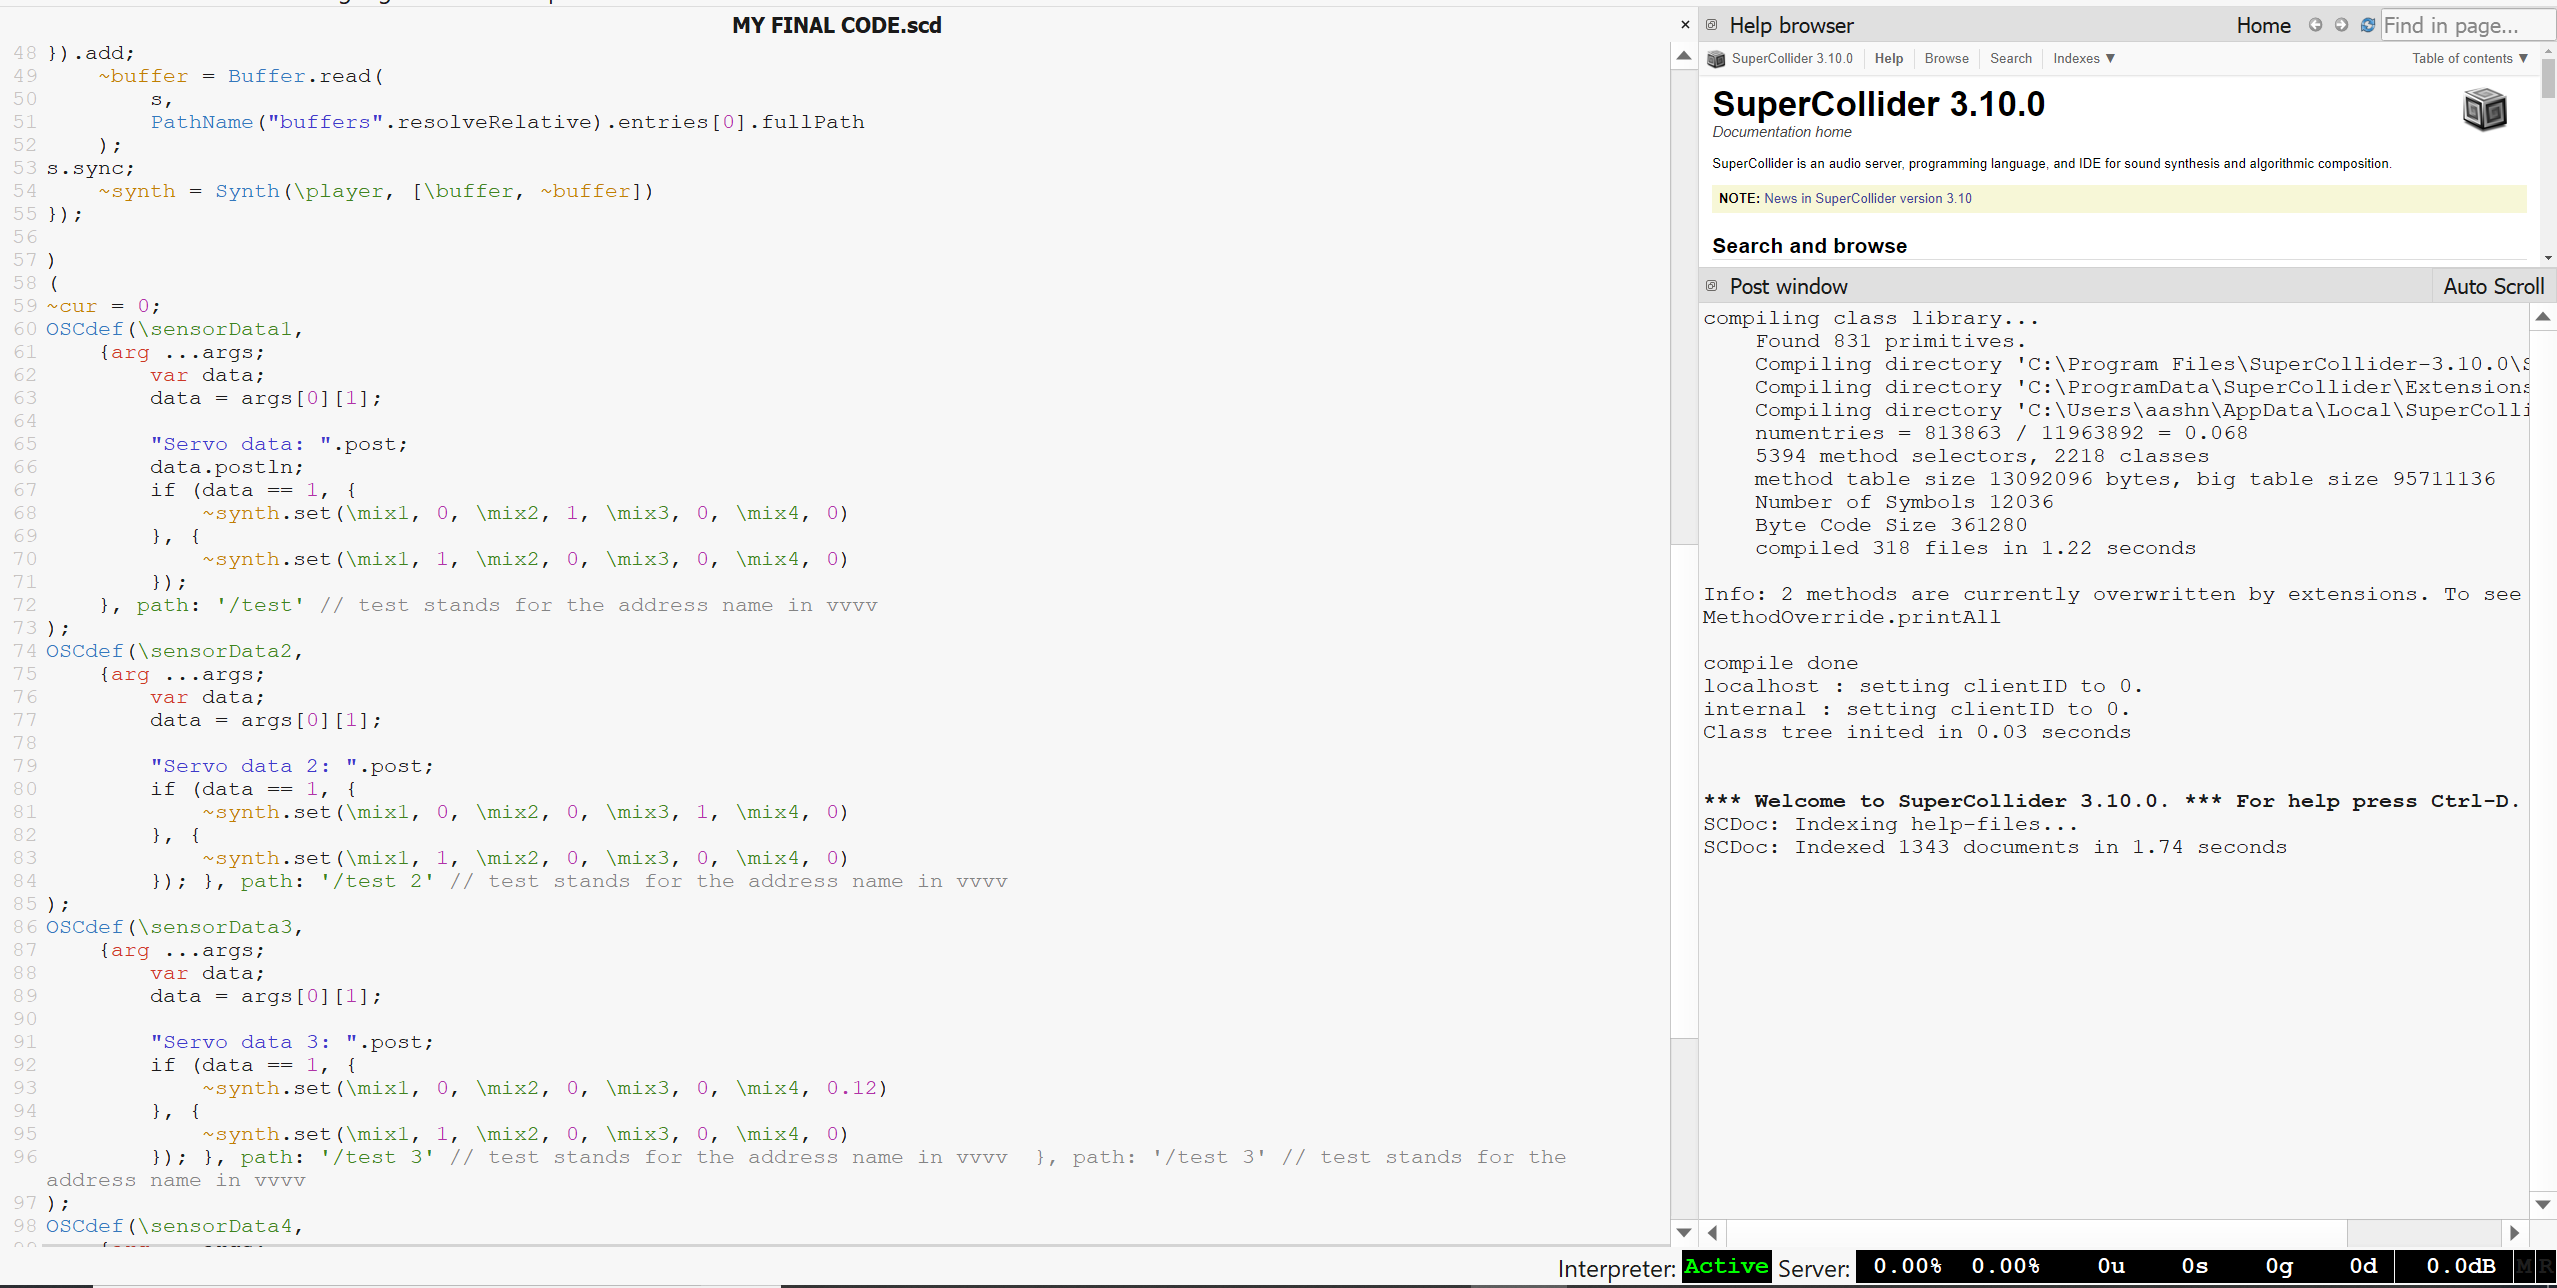 MY FINAL CODE.scd
48 }).add;
49 ~buffer = Buffer.read(
50 s,
51 PathName("buffers".resolveRelative).entries[0].fullPath
52 );
53 s.sync;
54 ~synth = Synth(\player, [\buffer, ~buffer])
55 });
56
57 )
58 (
59 ~cur = 0;
60 OSCdef(\sensorData1,
61 {arg ...args;
62 var data;
63 data = args[0][1];
64
65 "Servo data: ".post;
66 data.postln;
67 if (data == 1, {
68 ~synth.set(\mix1, 0, \mix2, 1, \mix3, 0, \mix4, 0)
69 }, {
70 ~synth.set(\mix1, 1, \mix2, 0, \mix3, 0, \mix4, 0)
71 });
72 }, path: '/test' // test stands for the address name in vvvv
73 );
74 OSCdef(\sensorData2,
75 {arg ...args;
76 var data;
77 data = args[0][1];
78
79 "Servo data 2: ".post;
80 if (data == 1, {
81 ~synth.set(\mix1, 0, \mix2, 0, \mix3, 1, \mix4, 0)
82 }, {
83 ~synth.set(\mix1, 1, \mix2, 0, \mix3, 0, \mix4, 0)
84 }); }, path: '/test 2' // test stands for the address name in vvvv
85 );
86 OSCdef(\sensorData3,
87 {arg ...args;
88 var data;
89 data = args[0][1];
90
91 "Servo data 3: ".post;
92 if (data == 1, {
93 ~synth.set(\mix1, 0, \mix2, 0, \mix3, 0, \mix4, 0.12)
94 }, {
95 ~synth.set(\mix1, 1, \mix2, 0, \mix3, 0, \mix4, 0)
96 }); }, path: '/test 3' // test stands for the address name in vvvv }, path: '/test 3' // test stands for the
address name in vvvv
97 );
98 OSCdef(\sensorData4,
Help browser
Home
Find in page...
SuperCollider 3.10.0 Help Browse Search Indexes ▼ Table of contents ▼
SuperCollider 3.10.0
Documentation home
SuperCollider is an audio server, programming language, and IDE for sound synthesis and algorithmic composition.
NOTE: News in SuperCollider version 3.10
Search and browse
Post window
Auto Scroll
compiling class library...
Found 831 primitives.
Compiling directory 'C:\Program Files\SuperCollider-3.10.0\S
Compiling directory 'C:\ProgramData\SuperCollider\Extensions
Compiling directory 'C:\Users\aashn\AppData\Local\SuperColli
numentries = 813863 / 11963892 = 0.068
5394 method selectors, 2218 classes
method table size 13092096 bytes, big table size 95711136
Number of Symbols 12036
Byte Code Size 361280
compiled 318 files in 1.22 seconds
Info: 2 methods are currently overwritten by extensions. To see
MethodOverride.printAll
compile done
localhost : setting clientID to 0.
internal : setting clientID to 0.
Class tree inited in 0.03 seconds
*** Welcome to SuperCollider 3.10.0. *** For help press Ctrl-D.
SCDoc: Indexing help-files...
SCDoc: Indexed 1343 documents in 1.74 seconds
Interpreter: Active Server: 0.00% 0.00% 0u 0s 0g 0d 0.0dB M R